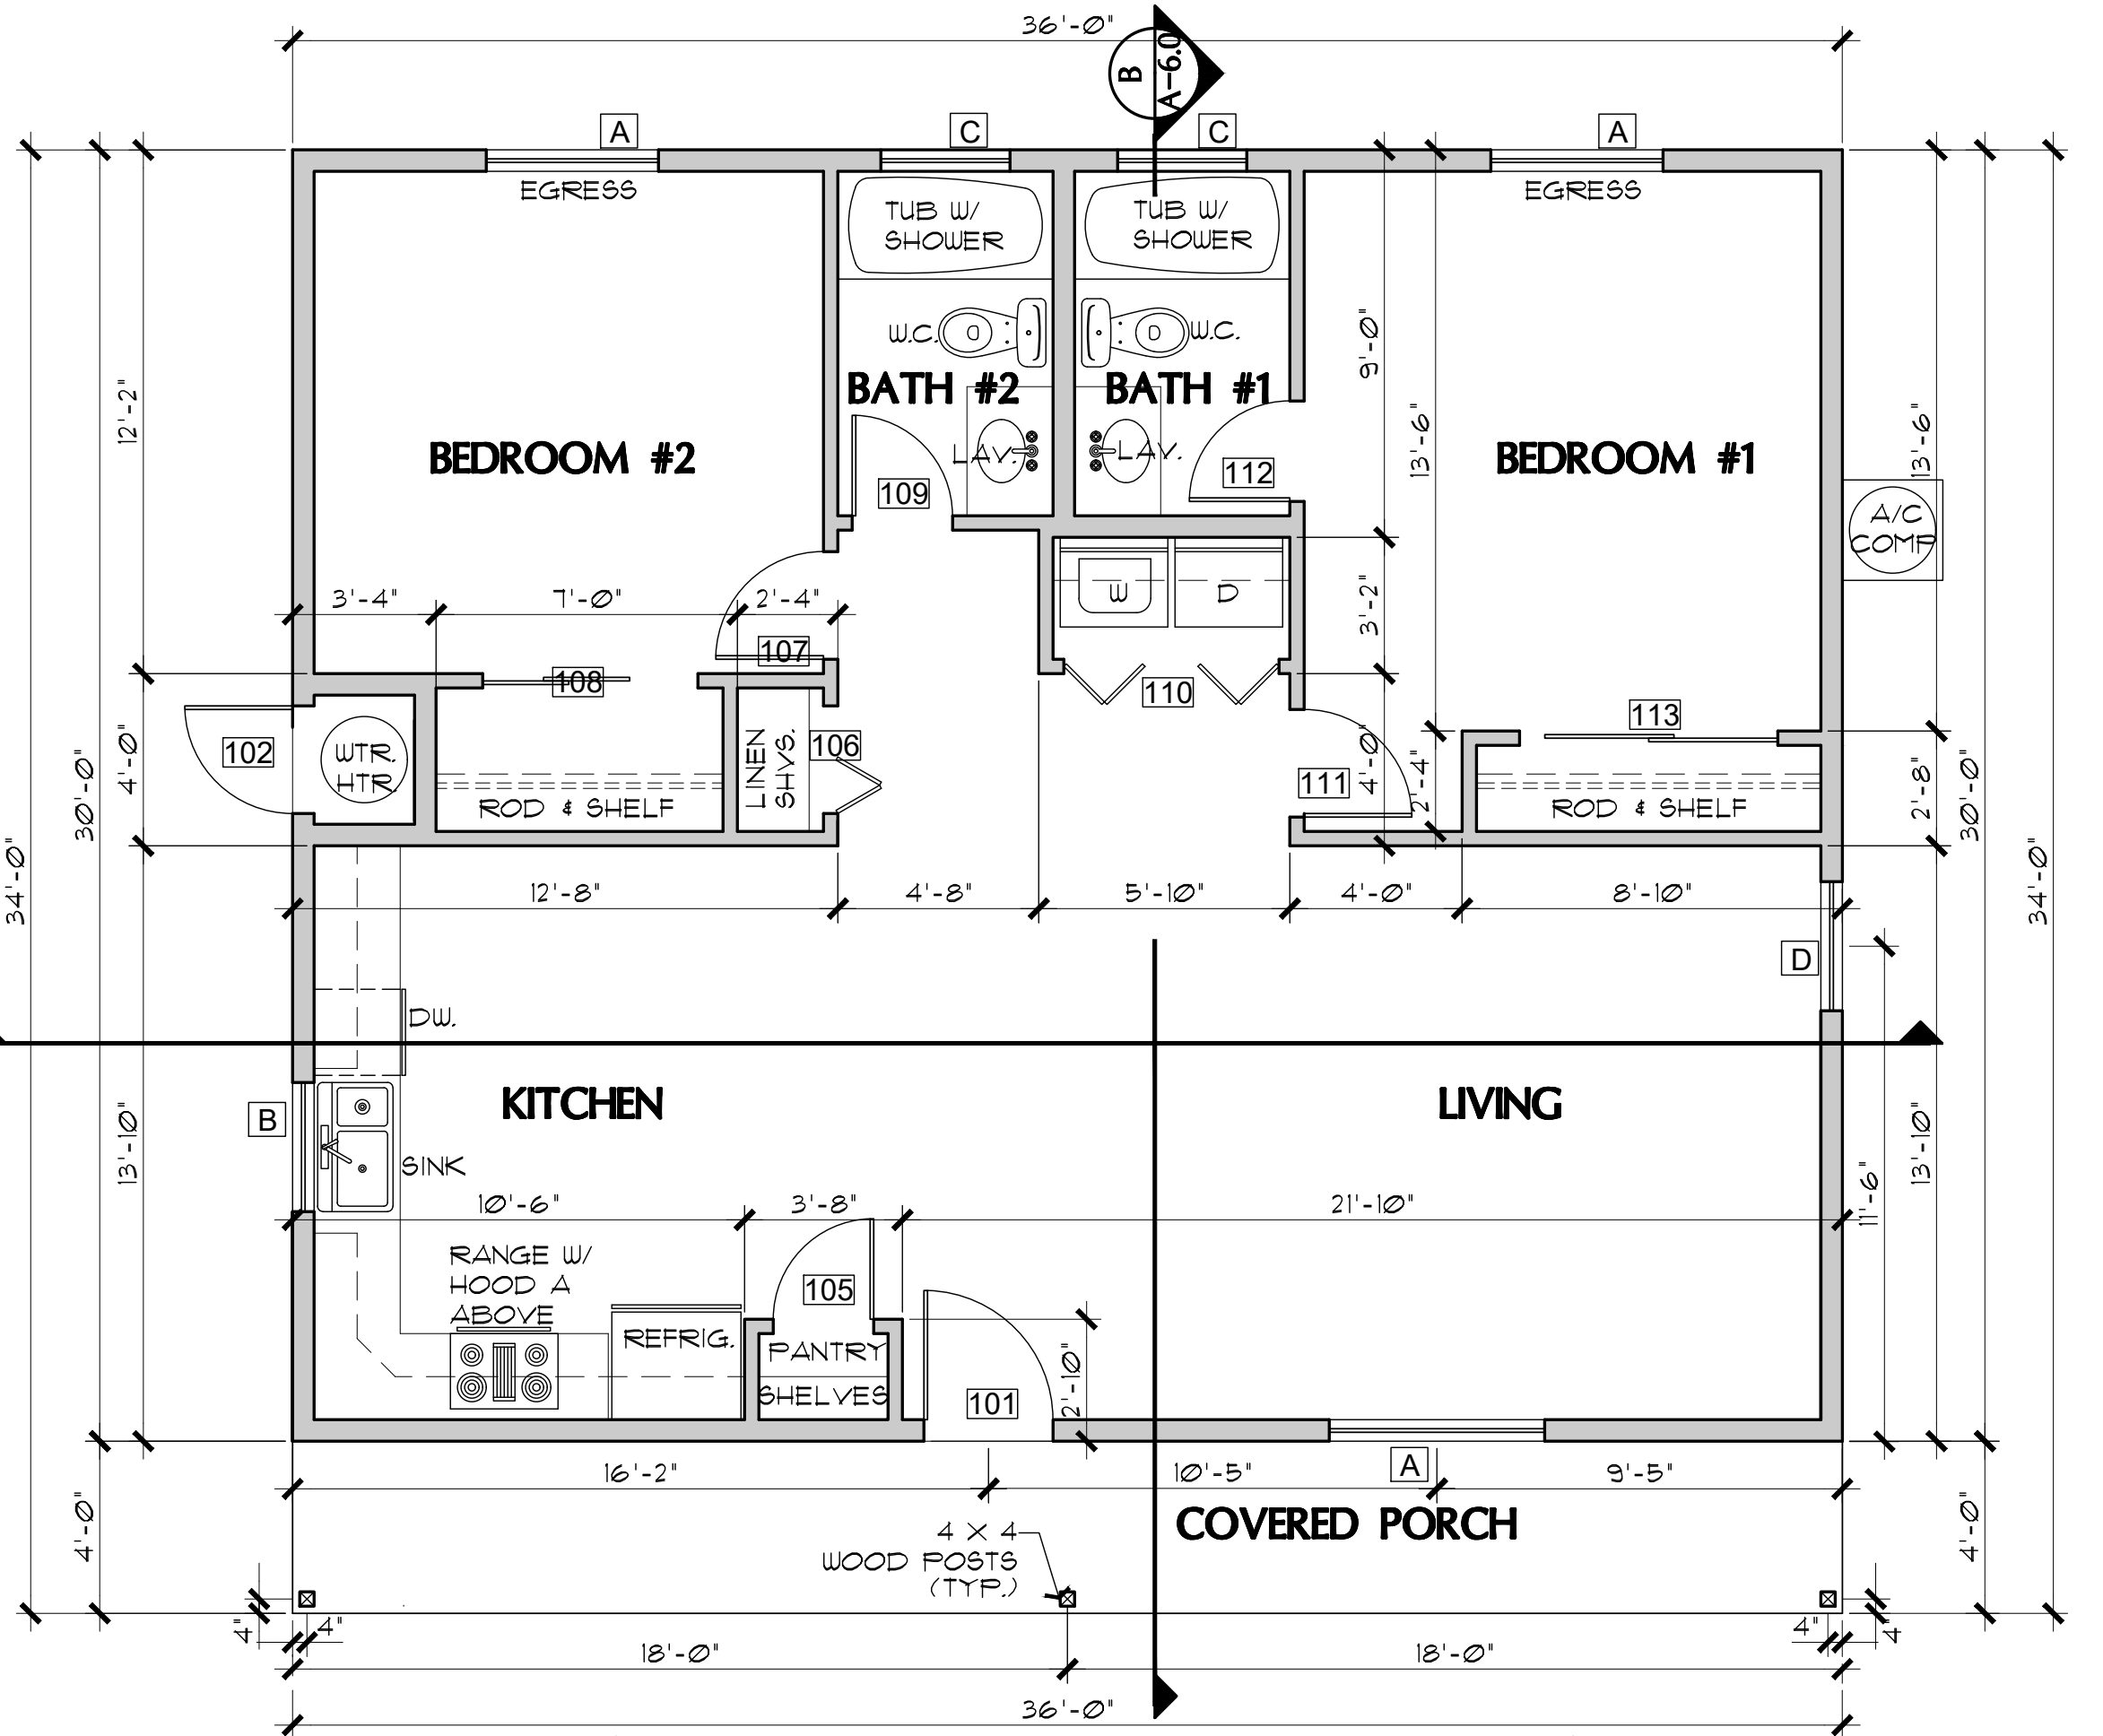 36'-0"
B
A-6.0
A
C
C
A
EGRESS
EGRESS
TUB W/
SHOWER
TUB W/
SHOWER
W.C.
W.C.
BATH #2
BATH #1
9'-0"
12'-2"
13'-6"
13'-6"
BEDROOM #2
BEDROOM #1
LAV.
LAV.
109
112
A/C
COMP
3'-4"
7'-0"
2'-4"
W
D
3'-2"
107
108
110
113
102
WTR.
HTR.
LINEN
SHVS.
106
111
4'-0"
4'-0"
2'-4"
2'-8"
30'-0"
30'-0"
ROD & SHELF
ROD & SHELF
34'-0"
34'-0"
12'-8"
4'-8"
5'-10"
4'-0"
8'-10"
D
DW.
B
KITCHEN
LIVING
13'-10"
13'-10"
SINK
11'-6"
10'-6"
3'-8"
21'-10"
RANGE W/
HOOD A
ABOVE
105
REFRIG.
PANTRY
SHELVES
101
2'-10"
16'-2"
10'-5"
A
9'-5"
4'-0"
4'-0"
COVERED PORCH
4 X 4
WOOD POSTS
(TYP.)
4"
4"
4"
4"
18'-0"
18'-0"
36'-0"